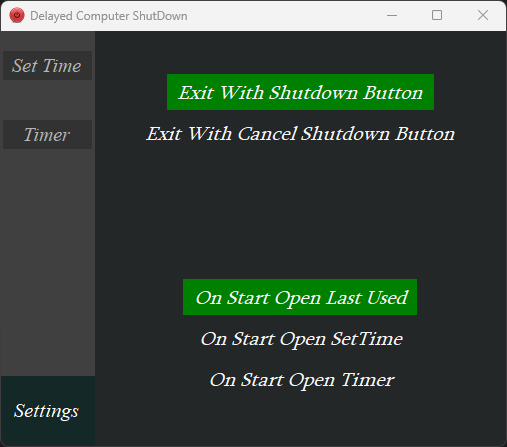 Delayed Computer ShutDown
Set Time
Exit With Shutdown Button
Timer
Exit With Cancel Shutdown Button
On Start Open Last Used
On Start Open SetTime
On Start Open Timer
Settings